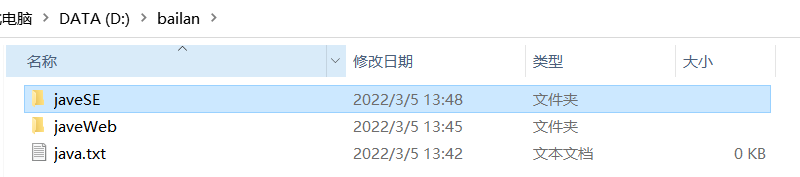 电脑 > DATA (D:) > bailan >
名称 修改日期 类型 大小
javeSE 2022/3/5 13:48 文件夹
javeWeb 2022/3/5 13:45 文件夹
java.txt 2022/3/5 13:42 文本文档 0 KB